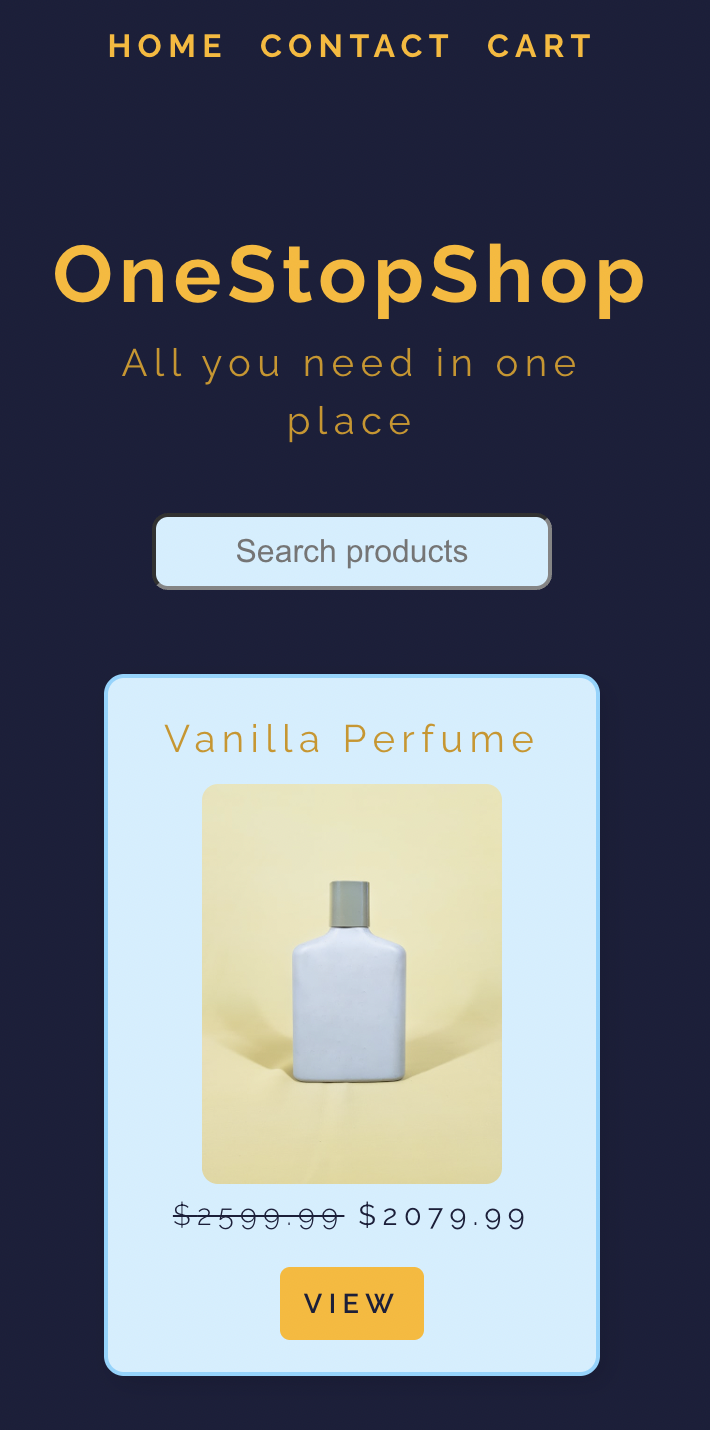 HOME CONTACT CART
OneStopShop
All you need in one
place
Search products
Vanilla Perfume
$2599.99 $2079.99
VIEW